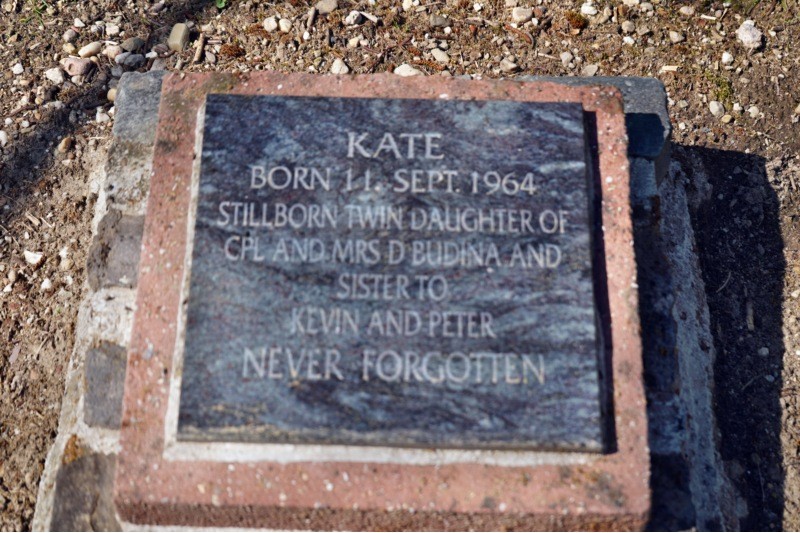 KATE
BORN 11. SEPT. 1964
STILLBORN TWIN DAUGHTER OF
CPL AND MRS D BUDINA AND
SISTER TO
KEVIN AND PETER
NEVER FORGOTTEN